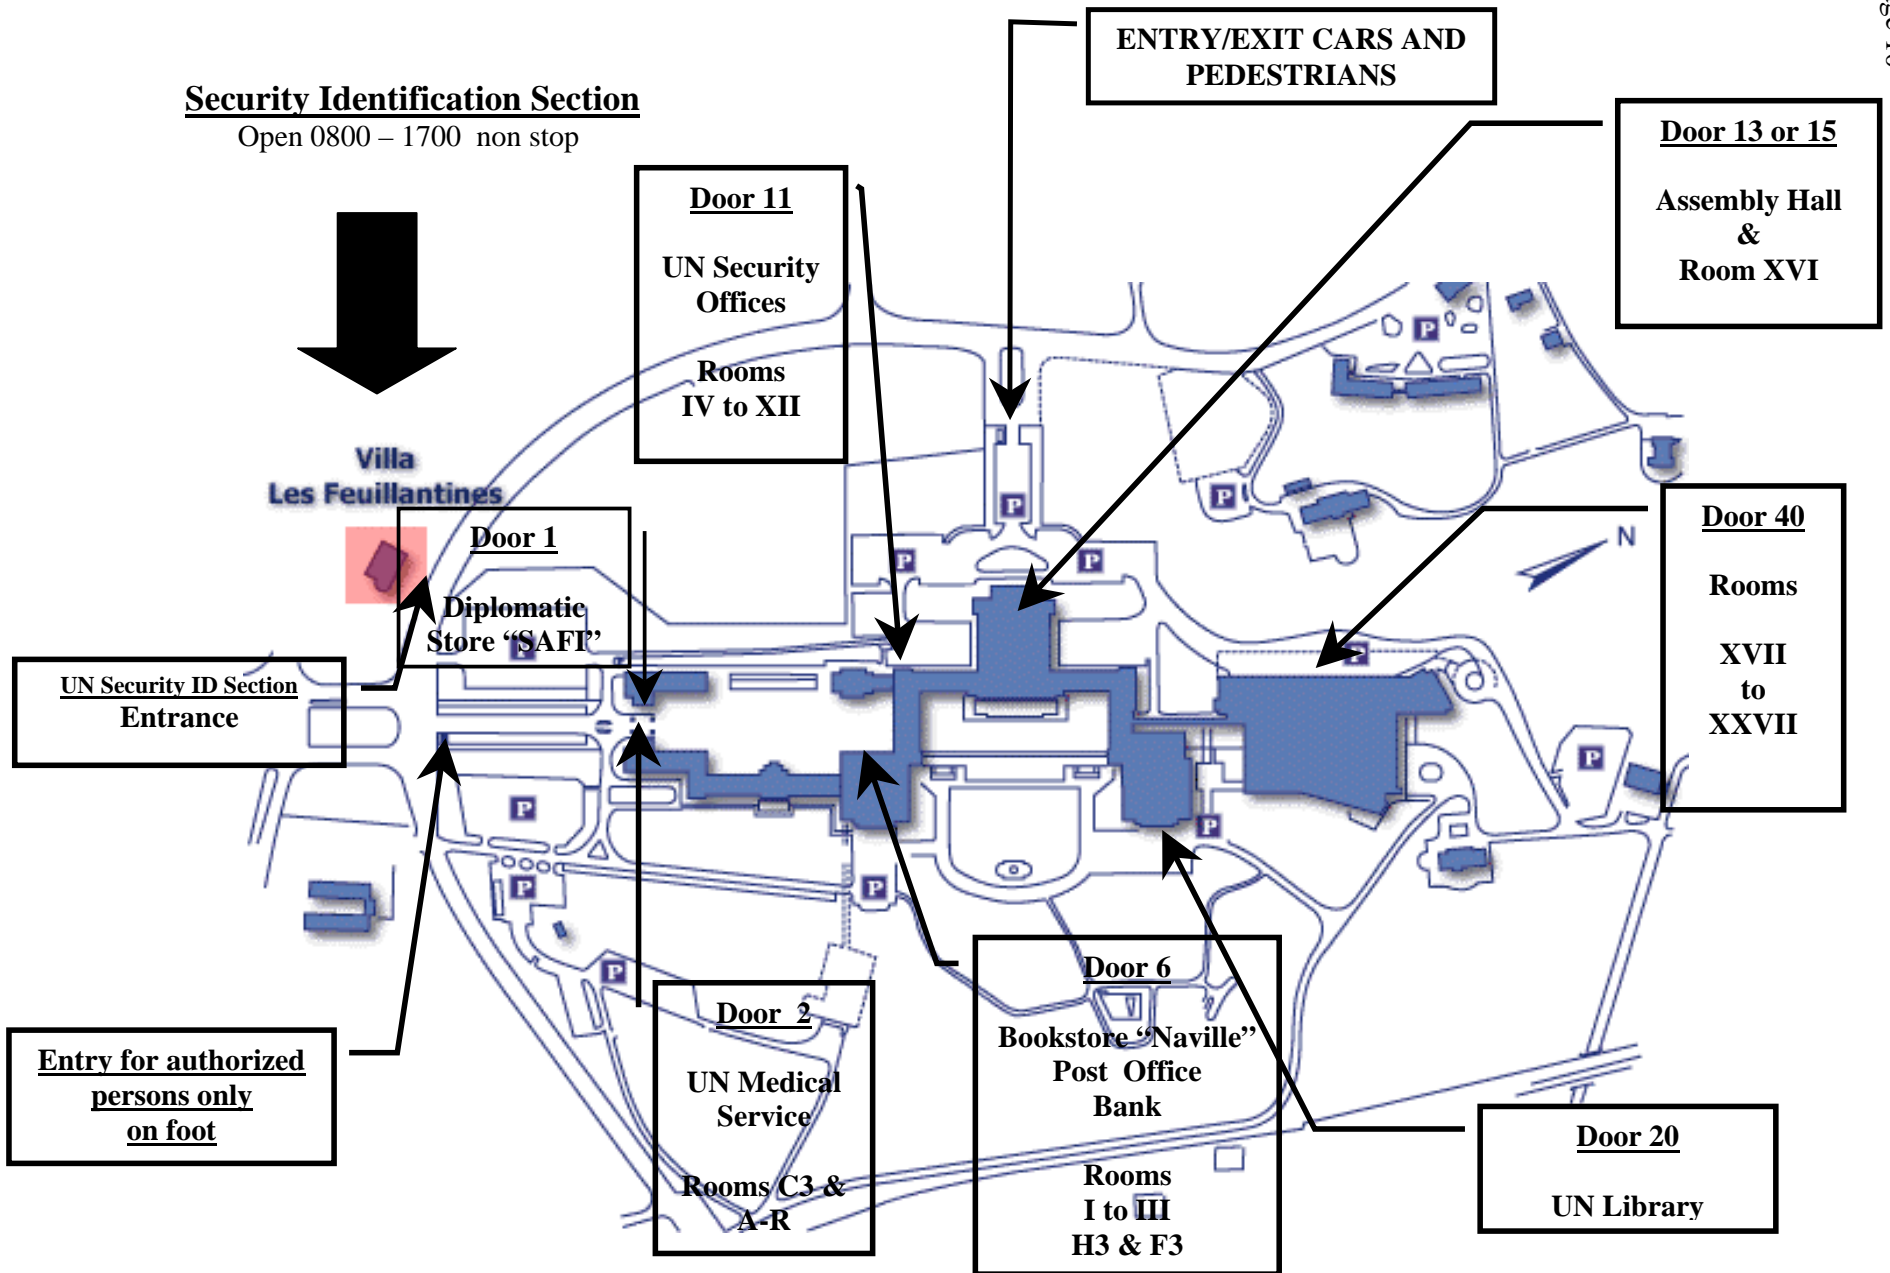 ENTRY/EXIT CARS AND
PEDESTRIANS
Security Identification Section
Open 0800 – 1700 non stop
Door 13 or 15
Assembly Hall
&
Room XVI
Door 11
UN Security
Offices
Rooms
IV to XII
Villa
Les Feuillantines
Door 1
Diplomatic
Store “SAFI”
Door 40
Rooms
XVII
to
XXVII
N
UN Security ID Section
Entrance
P
P
P
P
P
P
P
P
P
P
P
P
P
Door 6
Bookstore “Naville”
Post Office
Bank
Rooms
I to III
H3 & F3
Door 2
UN Medical
Service
Rooms C3 &
A-R
Entry for authorized
persons only
on foot
Door 20
UN Library